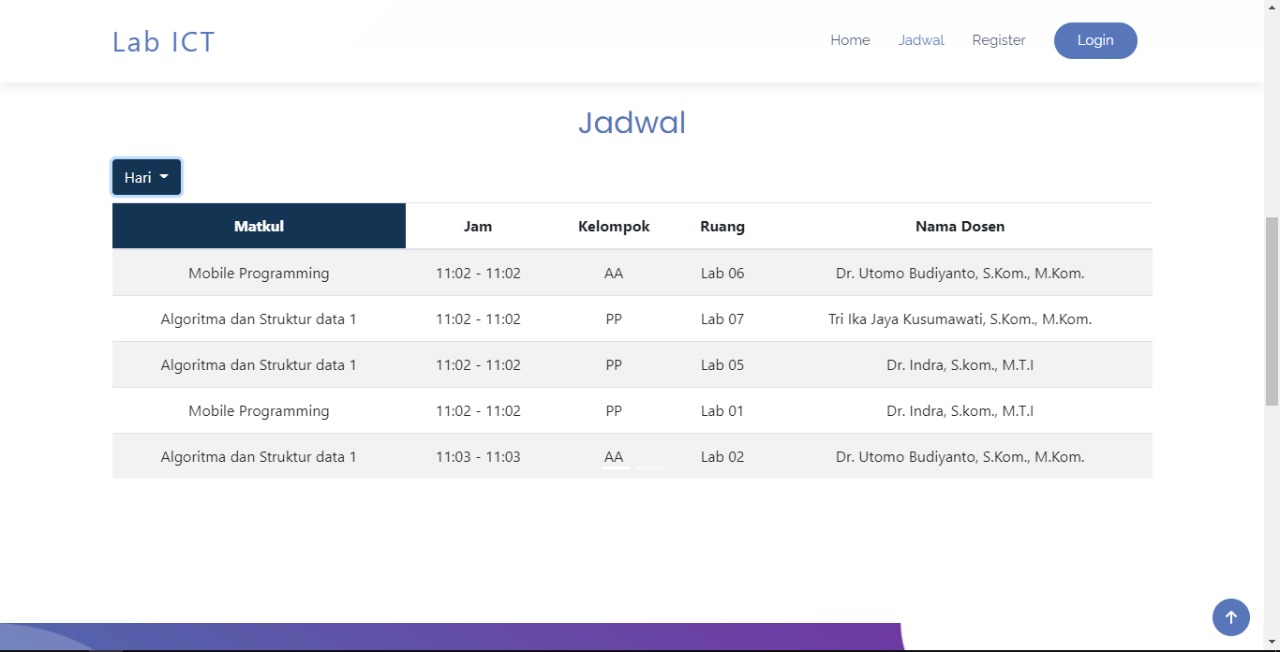 Lab ICT
Home Jadwal Register Login
Jadwal
Hari
Matkul Jam Kelompok Ruang Nama Dosen
Mobile Programming 11:02 - 11:02 AA Lab 06 Dr. Utomo Budiyanto, S.Kom., M.Kom.
Algoritma dan Struktur data 1 11:02 - 11:02 PP Lab 07 Tri Ika Jaya Kusumawati, S.Kom., M.Kom.
Algoritma dan Struktur data 1 11:02 - 11:02 PP Lab 05 Dr. Indra, S.kom., M.T.I
Mobile Programming 11:02 - 11:02 PP Lab 01 Dr. Indra, S.kom., M.T.I
Algoritma dan Struktur data 1 11:03 - 11:03 AA Lab 02 Dr. Utomo Budiyanto, S.Kom., M.Kom.